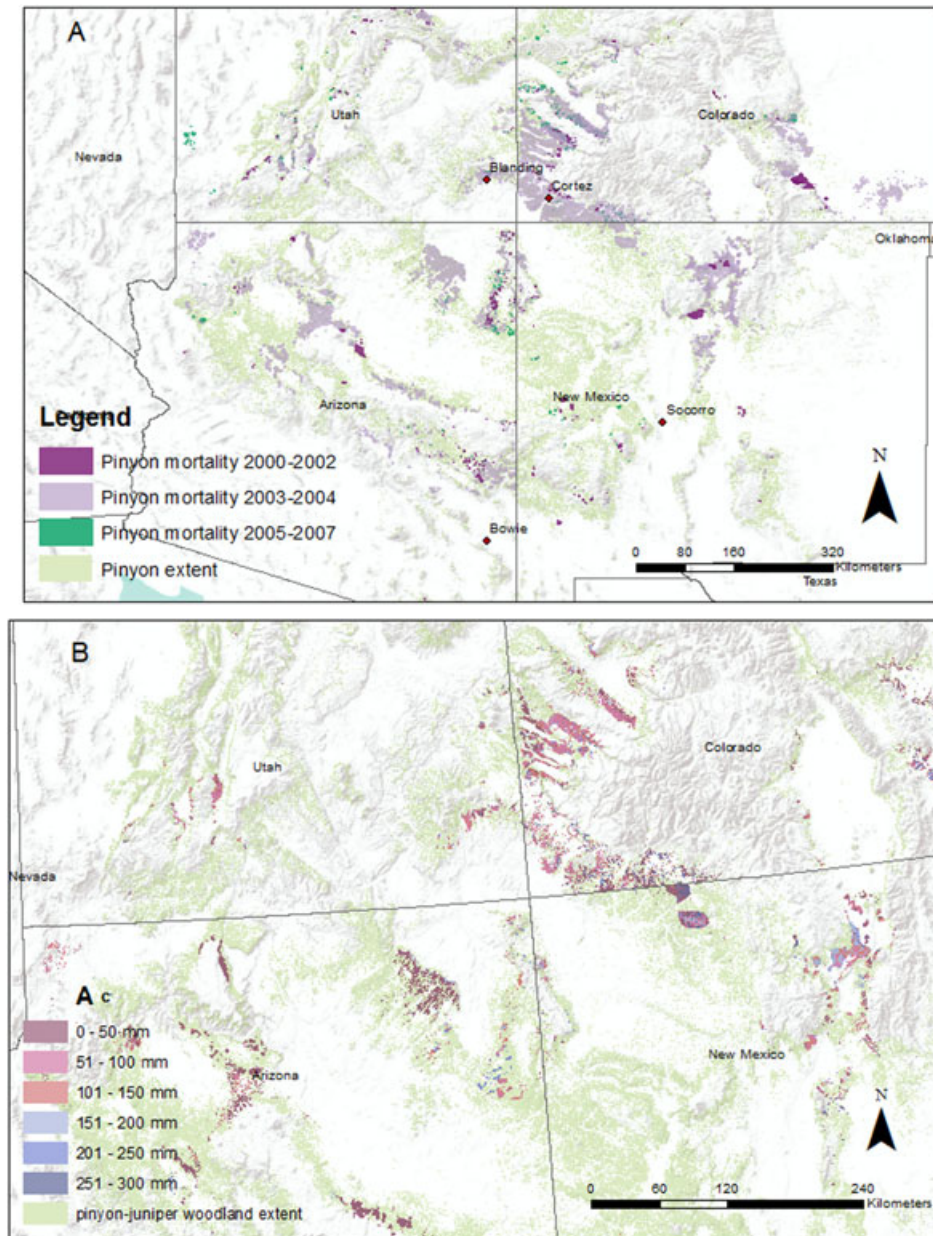 A
Utah
Colorado
Nevada
Blanding
Cortez
Oklahoma
Arizona
New Mexico
Socorro
Legend
Pinyon mortality 2000-2002
Pinyon mortality 2003-2004
Pinyon mortality 2005-2007
Pinyon extent
Bowie
N
0 80 160 320
Kilometers
Texas
B
Colorado
Utah
Nevada
A c
0 - 50 mm
51 - 100 mm
101 - 150 mm
151 - 200 mm
201 - 250 mm
251 - 300 mm
pinyon-juniper woodland extent
Arizona
New Mexico
N
0 60 120 240
Kilometers